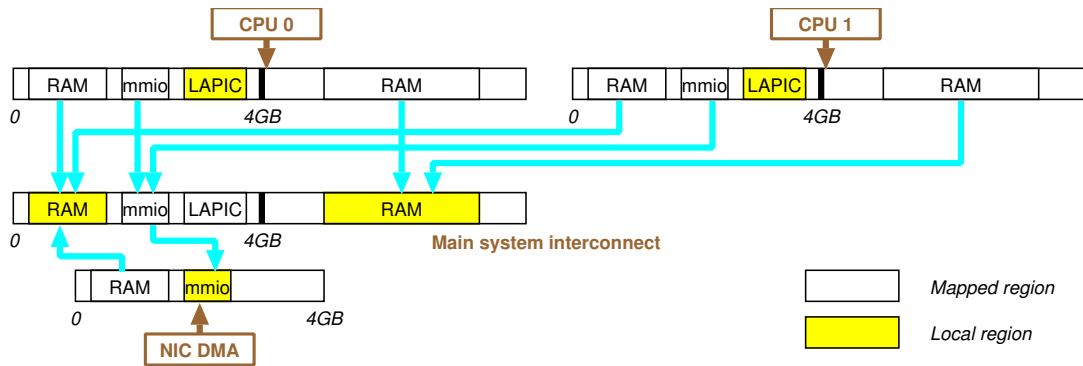 CPU 0
CPU 1
RAM mmio LAPIC RAM
RAM mmio LAPIC RAM
0 4GB
0 4GB
RAM mmio LAPIC RAM
0 4GB
Main system interconnect
RAM mmio
0 4GB
NIC DMA
Mapped region
Local region